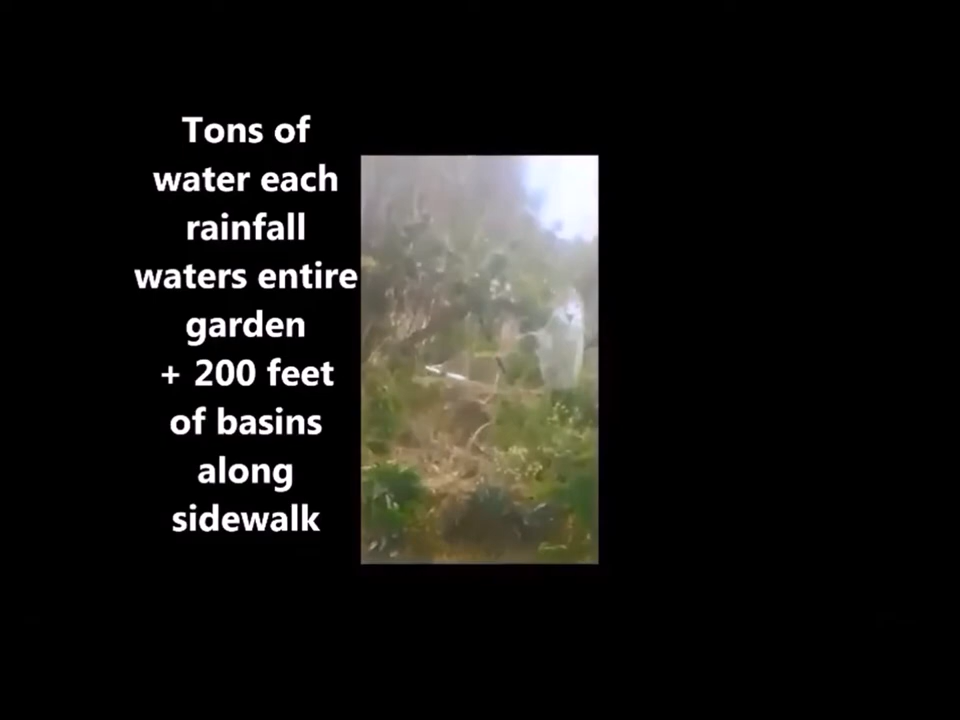 Tons of
water each
rainfall
waters entire
garden
+ 200 feet
of basins
along
sidewalk